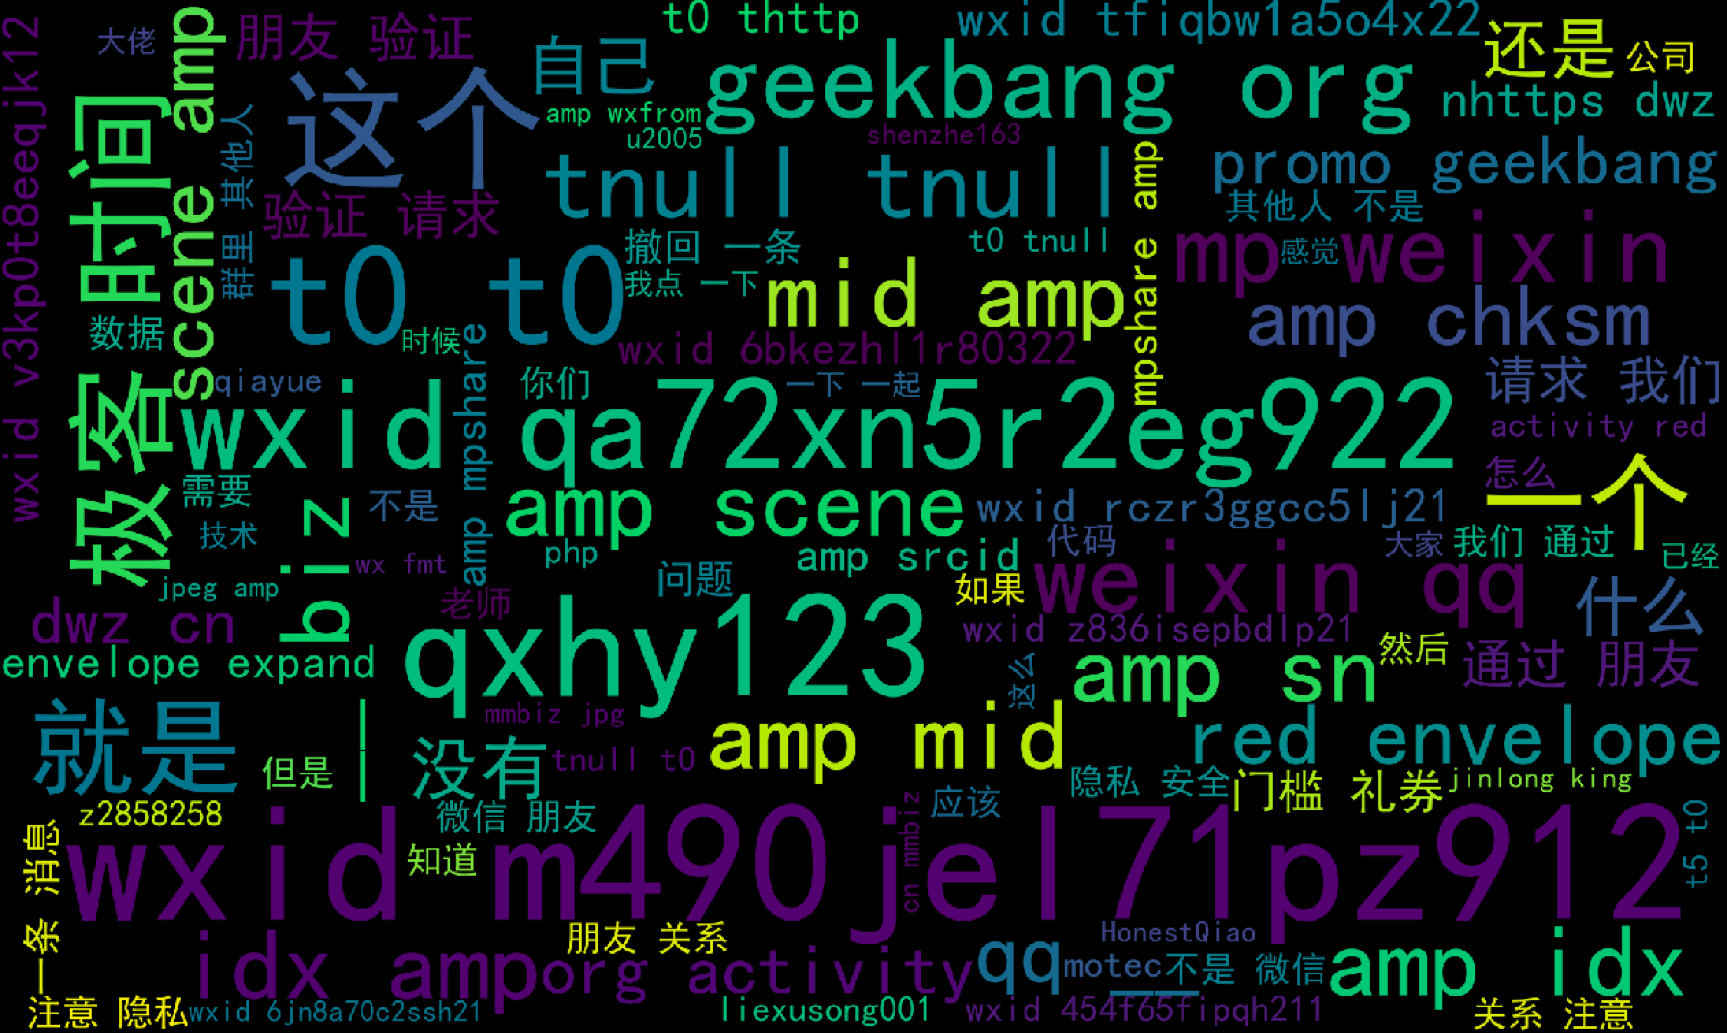 wxid v3kp0t8eeqjk12
大佬
scene amp
朋友 验证
t0 thttp
wxid tfiqbw1a5o4x22
还是
公司
自己
geekbang org
nhttps dwz
极客时间
群里 其他人
这个
amp wxfrom
u2005
shenzhe163
mpshare amp
promo geekbang
tnull tnull
验证 请求
其他人 不是
撤回 一条
t0 tnull
mp weixin
感觉
t0 t0
我点 一下
mid amp
amp chksm
数据
时候
wxid 6bkezhl1r80322
qiayue
amp mpshare
你们
一下 一起
请求 我们
wxid qa72xn5r2eg922
activity red
怎么
一个
需要
不是
amp scene
wxid rczr3ggcc5lj21
技术
biz
php
amp srcid
代码
大家
我们 通过
已经
wx fmt
jpeg amp
问题
如果
weixin qq
什么
dwz cn
老师
qxhy123
wxid z836isepbdlp21
然后
envelope expand
这么
amp sn
通过 朋友
就是
mmbiz jpg
amp mid
red envelope
但是
没有
tnull t0
隐私 安全
门槛 礼券
jinlong king
z2858258
微信 朋友
cn mmbiz
应该
t5 t0
一条 消息
wxid m490jel71pz912
知道
朋友 关系
HonestQiao
idx amp
org activity
qq
motec__
不是 微信
amp idx
注意 隐私
wxid 6jn8a70c2ssh21
liexusong001
wxid 454f65fipqh211
关系 注意